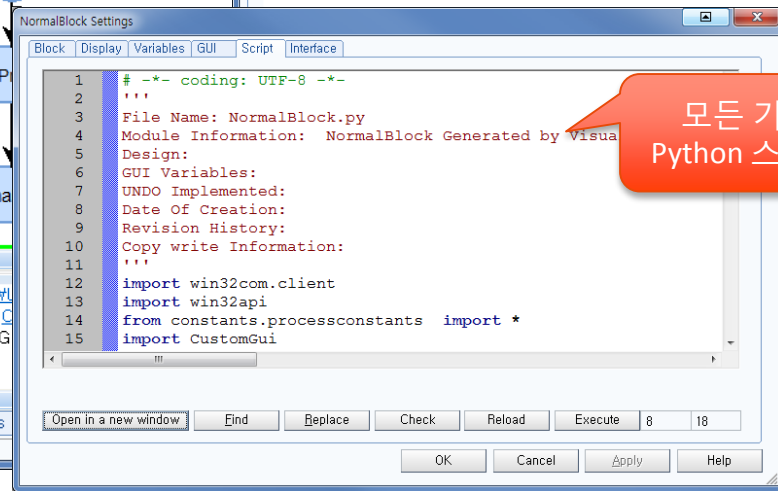 NormalBlock Settings
Block Display Variables GUI Script Interface
1 # -*- coding: UTF-8 -*-
2 '''
3 File Name: NormalBlock.py
4 Module Information:  NormalBlock Generated by Visua
5 Design:
6 GUI Variables:
7 UNDO Implemented:
8 Date Of Creation:
9 Revision History:
10 Copy write Information:
11 '''
12 import win32com.client
13 import win32api
14 from constants.processconstants  import *
15 import CustomGui
모든
Python
Open in a new window Find Replace Check Reload Execute 8 18
OK Cancel Apply Help